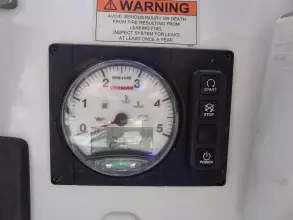 WARNING
AVOID SERIOUS INJURY OR DEATH
FROM FIRE RESULTING FROM
LEAKING FUEL.
INSPECT SYSTEM FOR LEAKS
AT LEAST ONCE A YEAR.
START
STOP
POWER
YANMAR
0
1
2
3
4
5